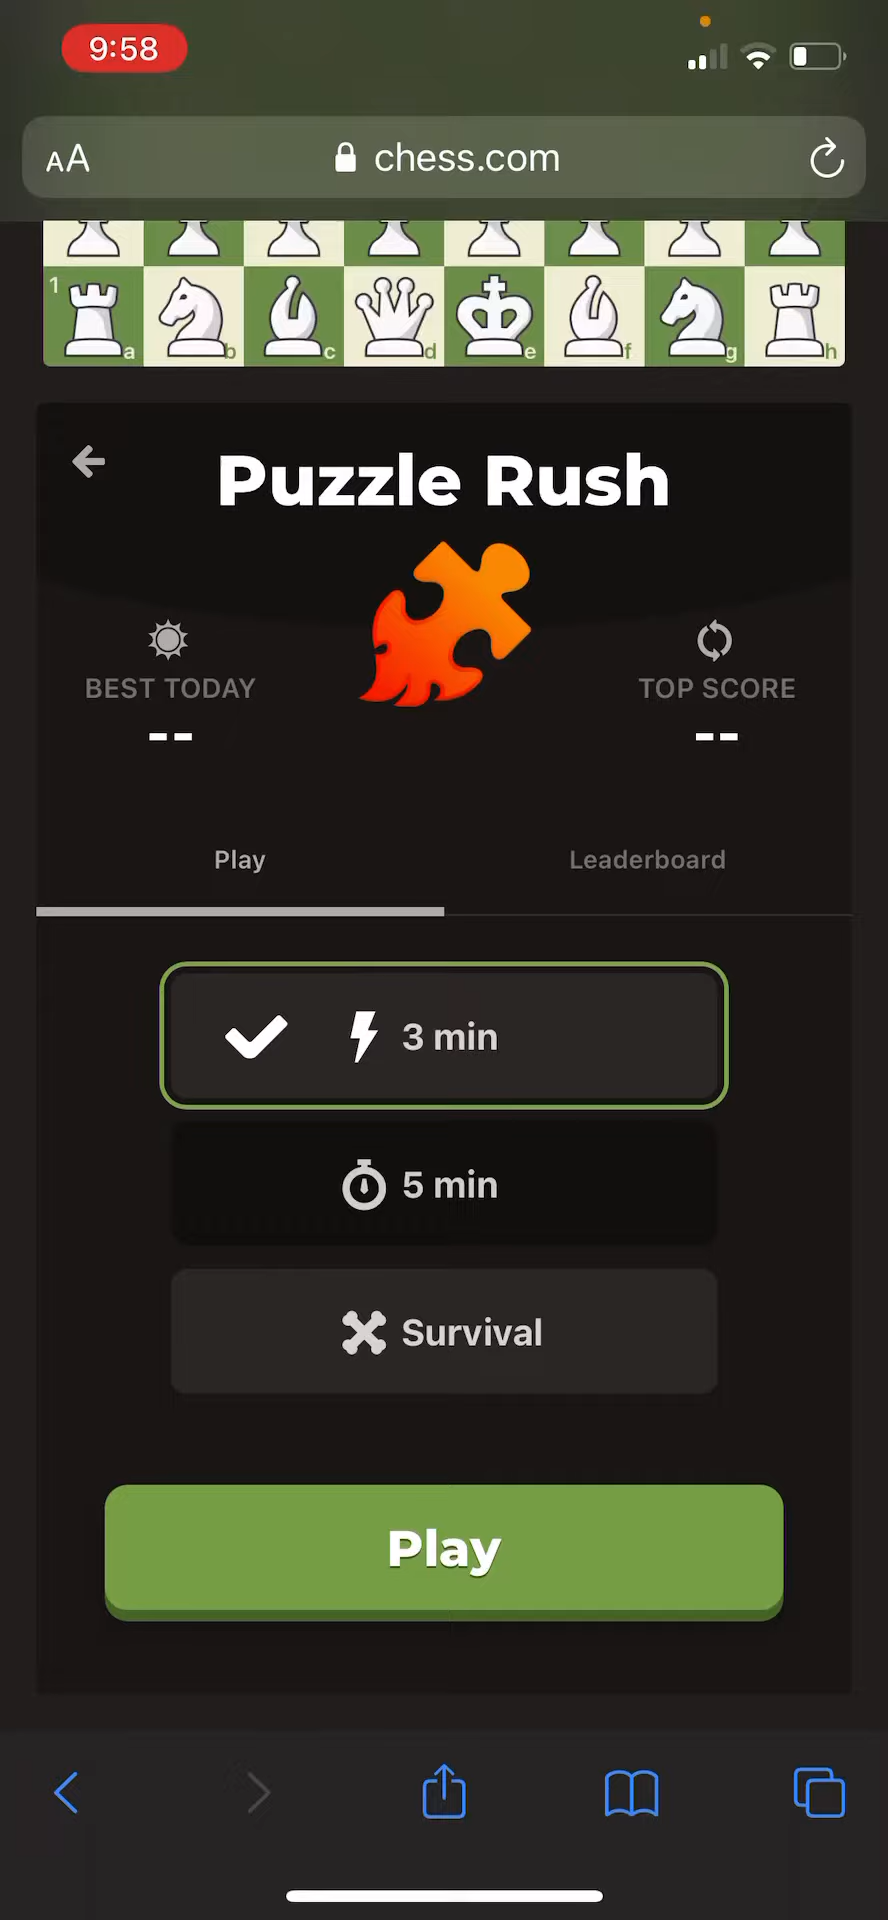 9:58
AA chess.com
1
a b c d e f g h
Puzzle Rush
BEST TODAY
--
TOP SCORE
--
Play
Leaderboard
3 min
5 min
Survival
Play